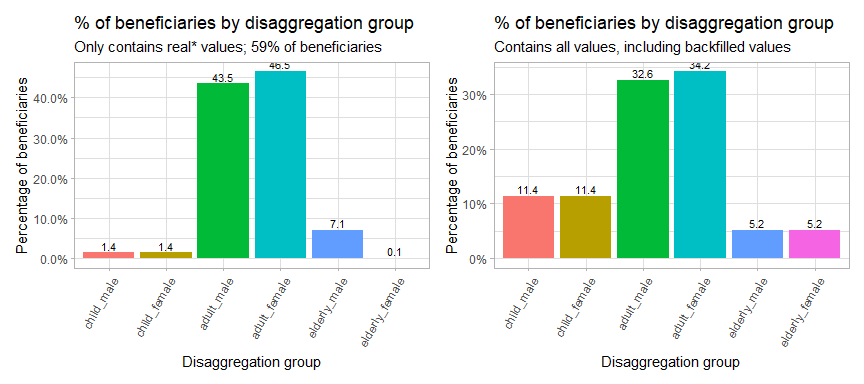 % of beneficiaries by disaggregation group
Only contains real* values; 59% of beneficiaries
Percentage of beneficiaries
40.0%
30.0%
20.0%
10.0%
0.0%
1.4
1.4
43.5
46.5
7.1
0.1
child_male
child_female
adult_male
adult_female
elderly_male
elderly_female
Disaggregation group
% of beneficiaries by disaggregation group
Contains all values, including backfilled values
Percentage of beneficiaries
30%
20%
10%
0%
11.4
11.4
32.6
34.2
5.2
5.2
child_male
child_female
adult_male
adult_female
elderly_male
elderly_female
Disaggregation group